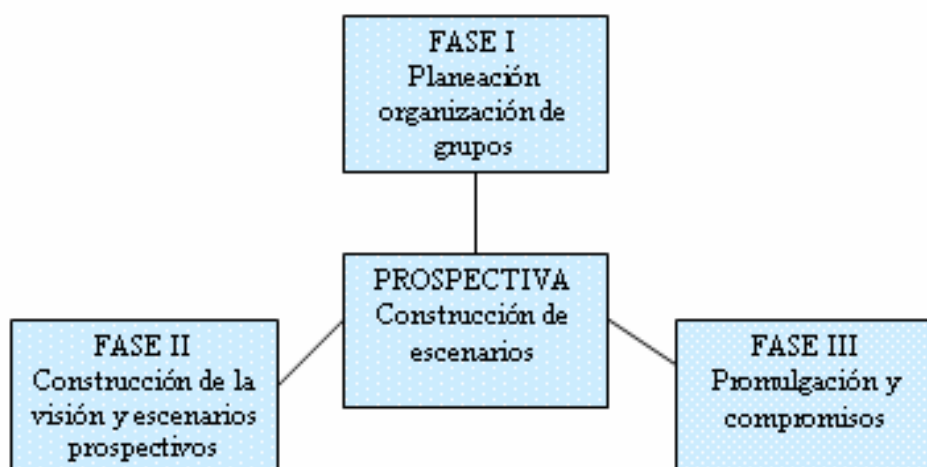 FASE I
Planeación
organización de
grupos
PROSPECTIVA
Construcción de
escenarios
FASE II
Construcción de la
visión y escenarios
prospectivos
FASE III
Promulgación y
compromisos